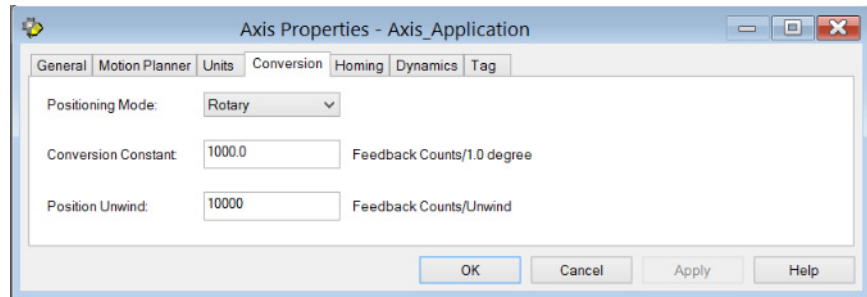 Axis Properties - Axis_Application
General Motion Planner Units Conversion Homing Dynamics Tag
Positioning Mode: Rotary
Conversion Constant: 1000.0 Feedback Counts/1.0 degree
Position Unwind: 10000 Feedback Counts/Unwind
OK Cancel Apply Help